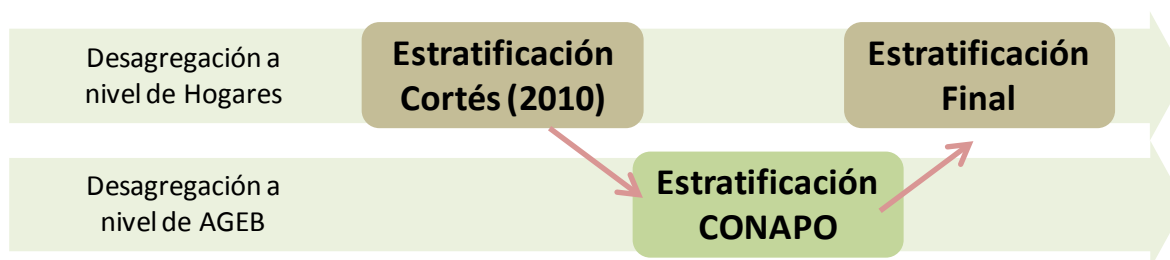 Desagregación a
nivel de Hogares
Estratificación
Cortés (2010)
Estratificación
Final
Desagregación a
nivel de AGEB
Estratificación
CONAPO